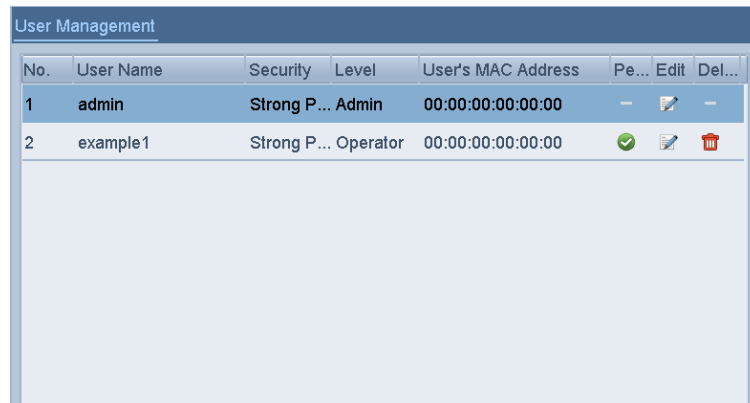 User Management
No. User Name Security Level User's MAC Address Pe... Edit Del...
1 admin Strong P... Admin 00:00:00:00:00:00
2 example1 Strong P... Operator 00:00:00:00:00:00